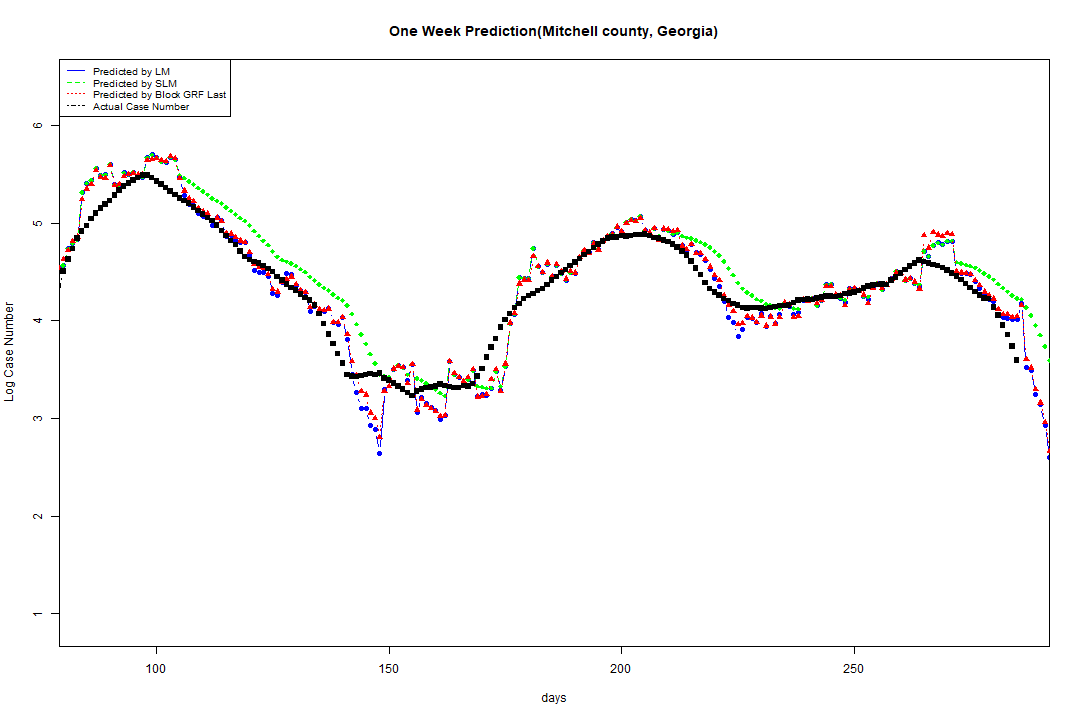 One Week Prediction(Mitchell county, Georgia)
Predicted by LM
Predicted by SLM
Predicted by Block GRF Last
Actual Case Number
6
5
4
3
2
1
Log Case Number
100 150 200 250
days